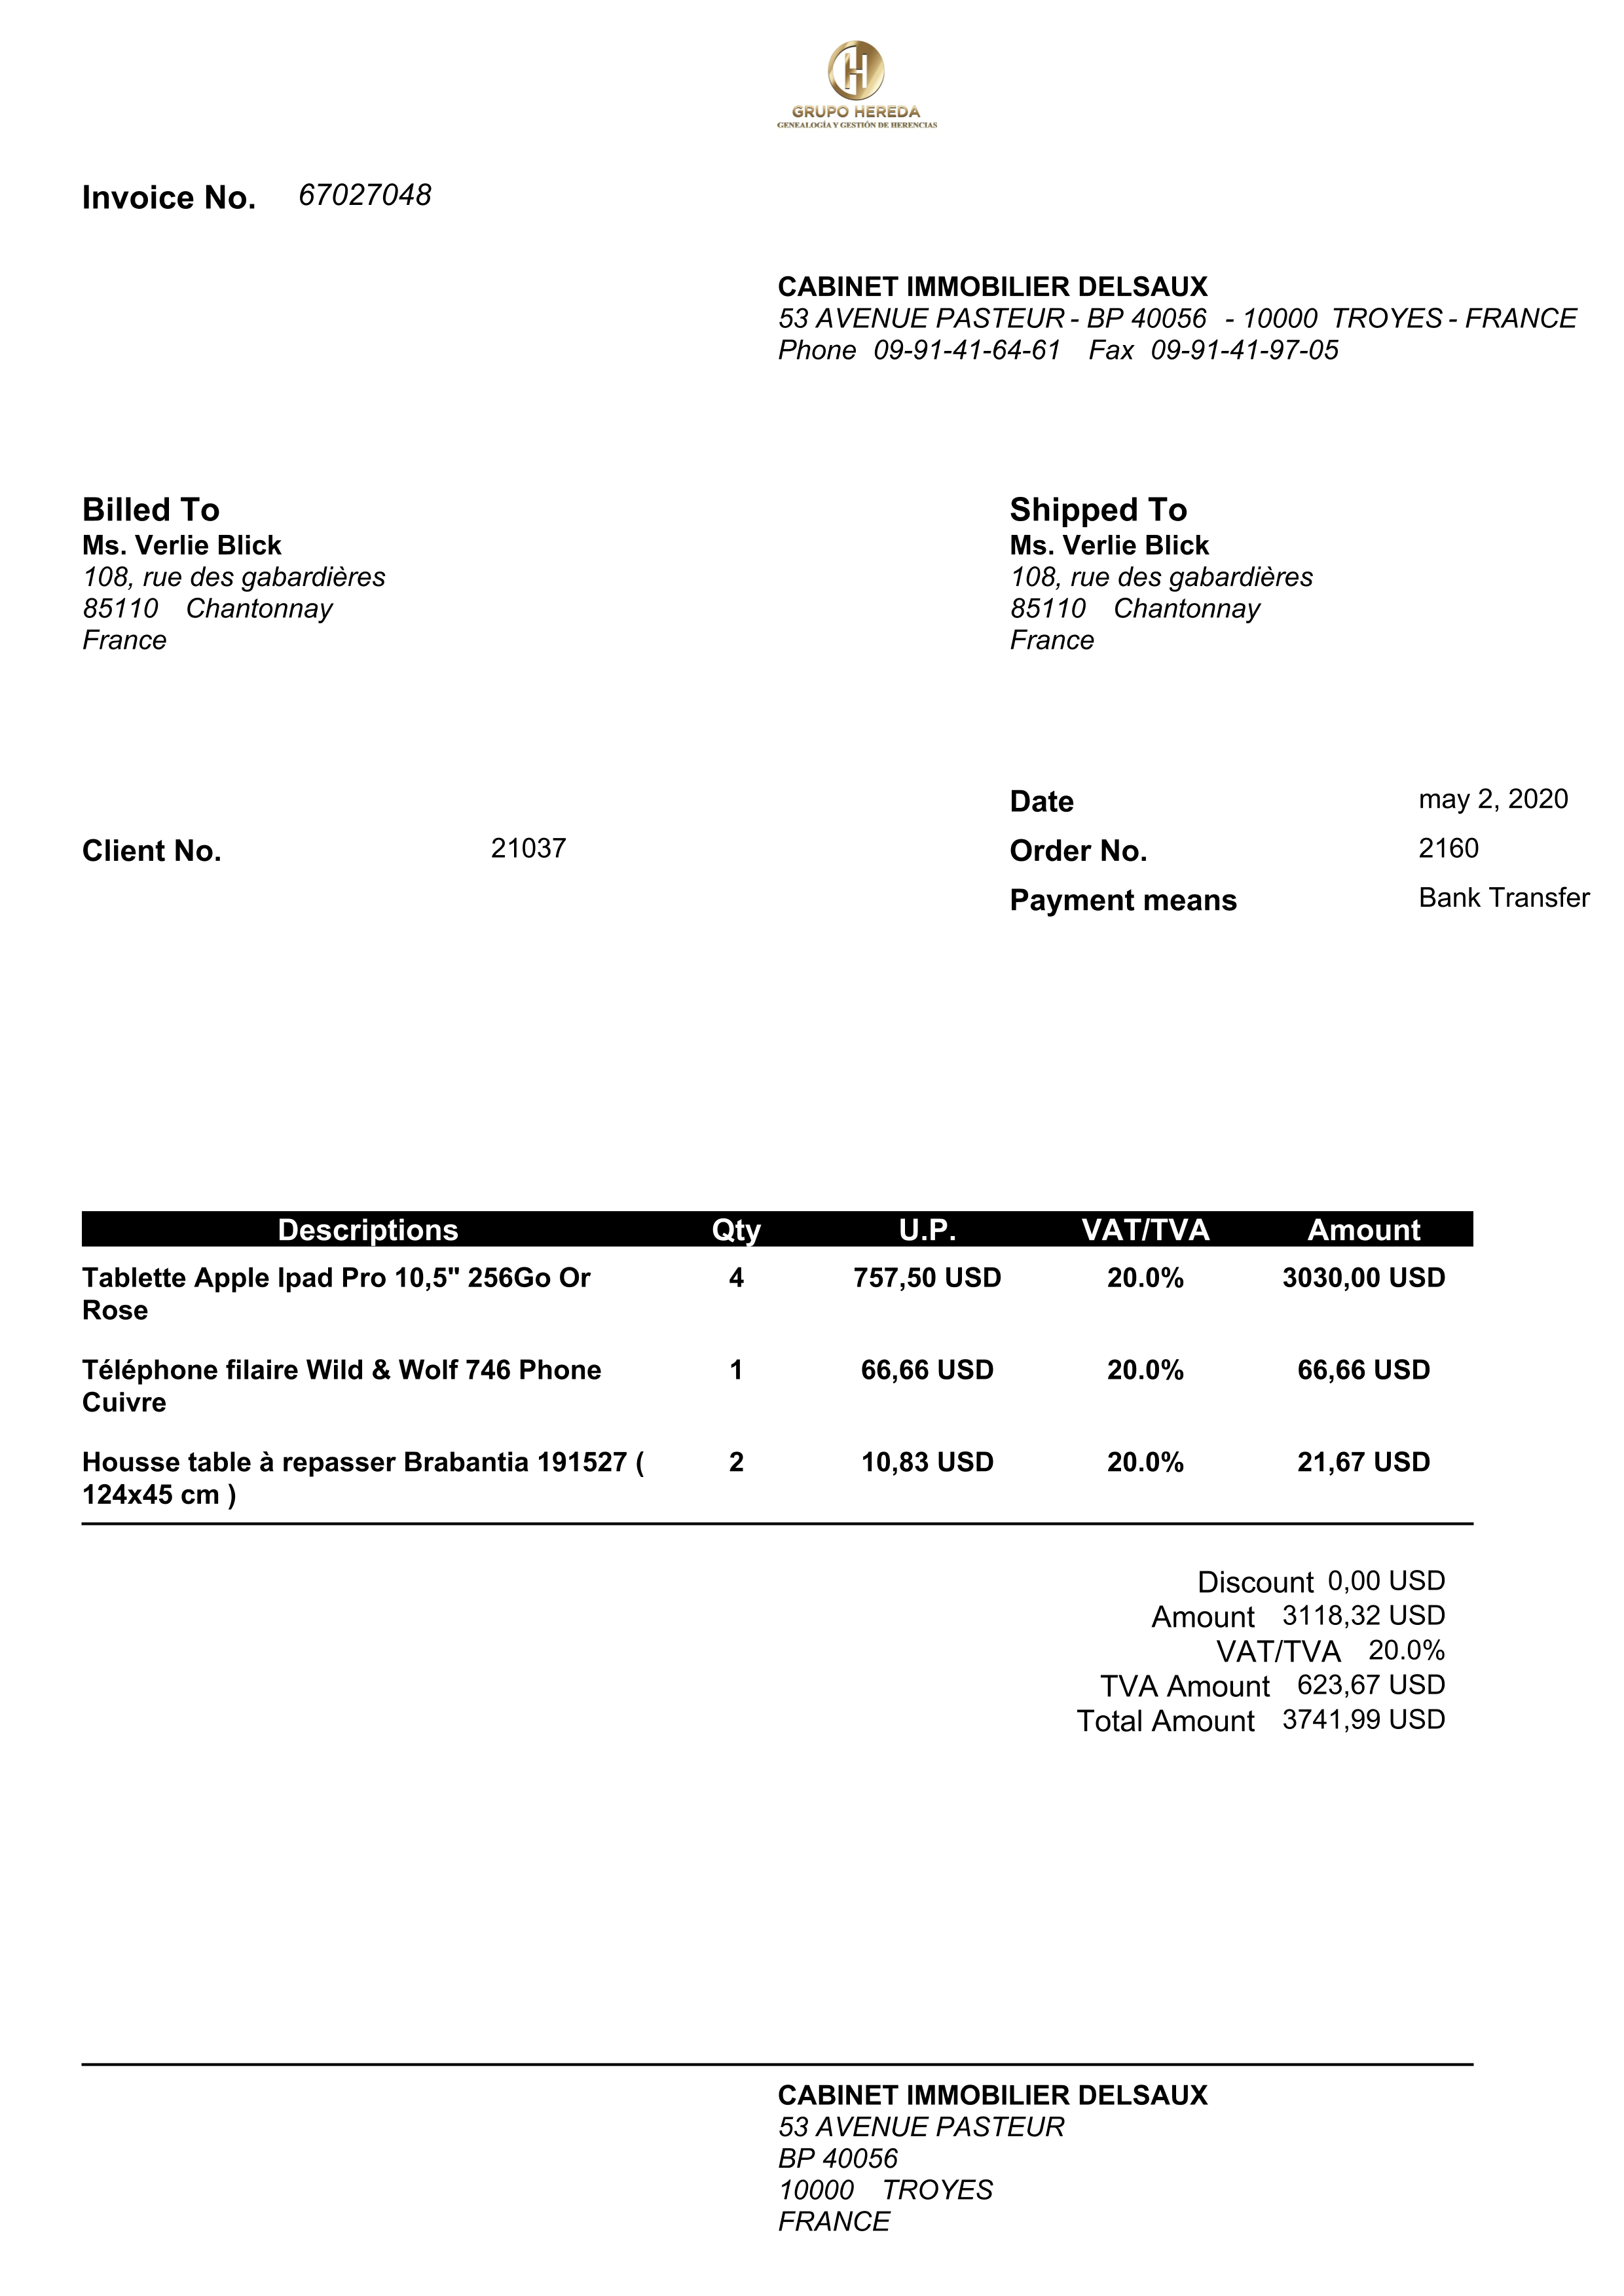 GRUPO HEREDA
GENEALOGÍA Y GESTIÓN DE HERENCIAS
Invoice No. 67027048
CABINET IMMOBILIER DELSAUX
53 AVENUE PASTEUR - BP 40056 - 10000 TROYES - FRANCE
Phone 09-91-41-64-61 Fax 09-91-41-97-05
Billed To
Ms. Verlie Blick
108, rue des gabardières
85110 Chantonnay
France
Shipped To
Ms. Verlie Blick
108, rue des gabardières
85110 Chantonnay
France
Date may 2, 2020
Client No. 21037
Order No. 2160
Payment means Bank Transfer
Descriptions Qty U.P. VAT/TVA Amount
Tablette Apple Ipad Pro 10,5" 256Go Or 4 757,50 USD 20.0% 3030,00 USD
Rose
Téléphone filaire Wild & Wolf 746 Phone 1 66,66 USD 20.0% 66,66 USD
Cuivre
Housse table à repasser Brabantia 191527 ( 2 10,83 USD 20.0% 21,67 USD
124x45 cm )
Discount 0,00 USD
Amount 3118,32 USD
VAT/TVA 20.0%
TVA Amount 623,67 USD
Total Amount 3741,99 USD
CABINET IMMOBILIER DELSAUX
53 AVENUE PASTEUR
BP 40056
10000 TROYES
FRANCE